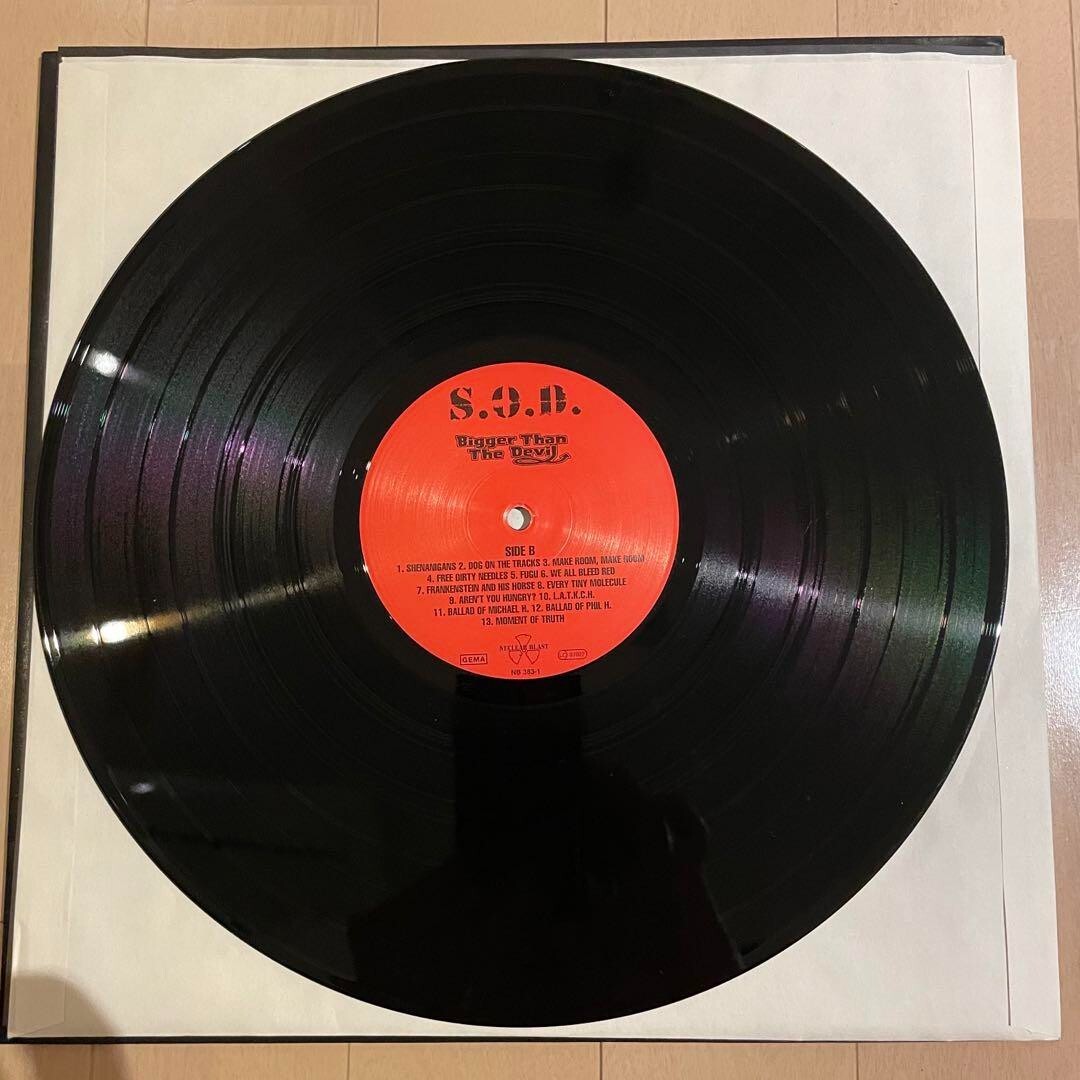 S.O.D.
Bigger Than
The Devil
SIDE B
1. SHENANIGANS 2. DOG ON THE TRACKS 3. MAKE ROOM, MAKE ROOM
4. FREE DIRTY NEEDLES 5. FUGU 6. WE ALL BLEED RED
7. FRANKENSTEIN AND HIS HORSE 8. EVERY TINY MOLECULE
9. AREN'T YOU HUNGRY? 10. L.A.T.K.C.H.
11. BALLAD OF MICHAEL H. 12. BALLAD OF PHIL H.
13. MOMENT OF TRUTH
GEMA NUCLEAR BLAST
NB 383-1